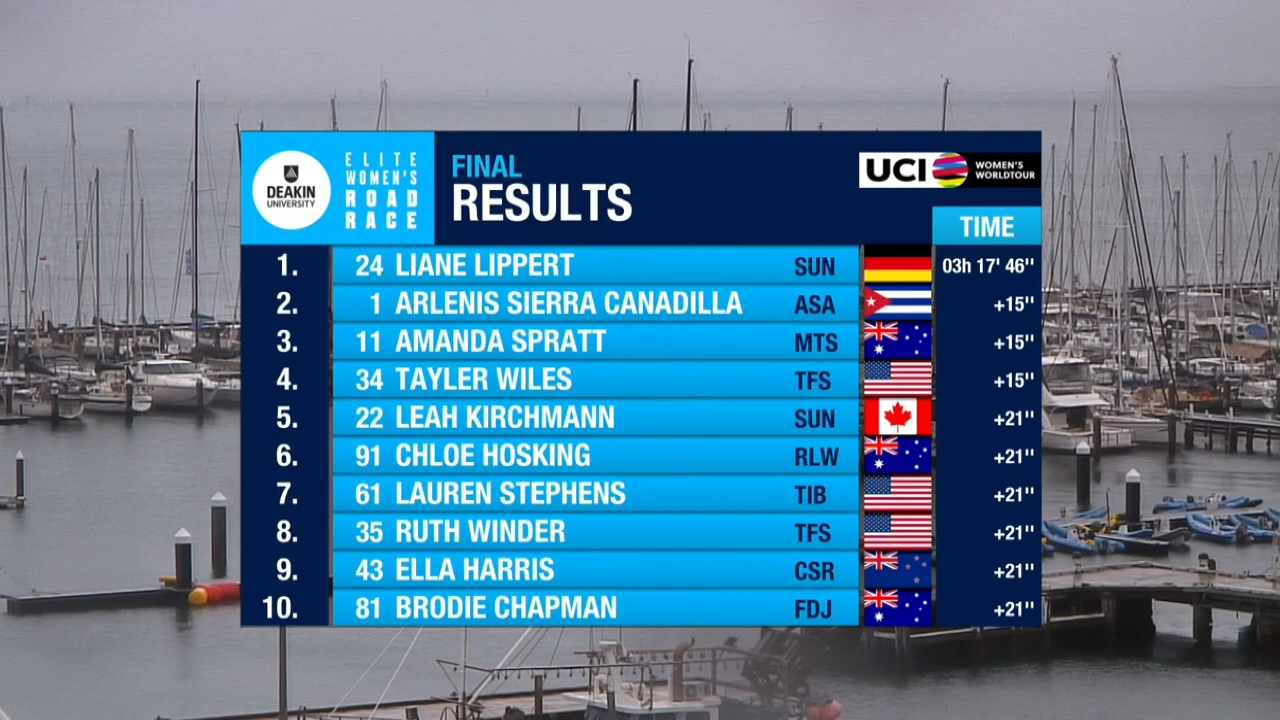 DEAKIN
UNIVERSITY
ELITE
WOMEN'S
ROAD
RACE
FINAL
RESULTS
UCI WOMEN'S
WORLDTOUR
TIME
1. 24 LIANE LIPPERT SUN 03h 17' 46''
2. 1 ARLENIS SIERRA CANADILLA ASA +15''
3. 11 AMANDA SPRATT MTS +15''
4. 34 TAYLER WILES TFS +15''
5. 22 LEAH KIRCHMANN SUN +21''
6. 91 CHLOE HOSKING RLW +21''
7. 61 LAUREN STEPHENS TIB +21''
8. 35 RUTH WINDER TFS +21''
9. 43 ELLA HARRIS CSR +21''
10. 81 BRODIE CHAPMAN FDJ +21''